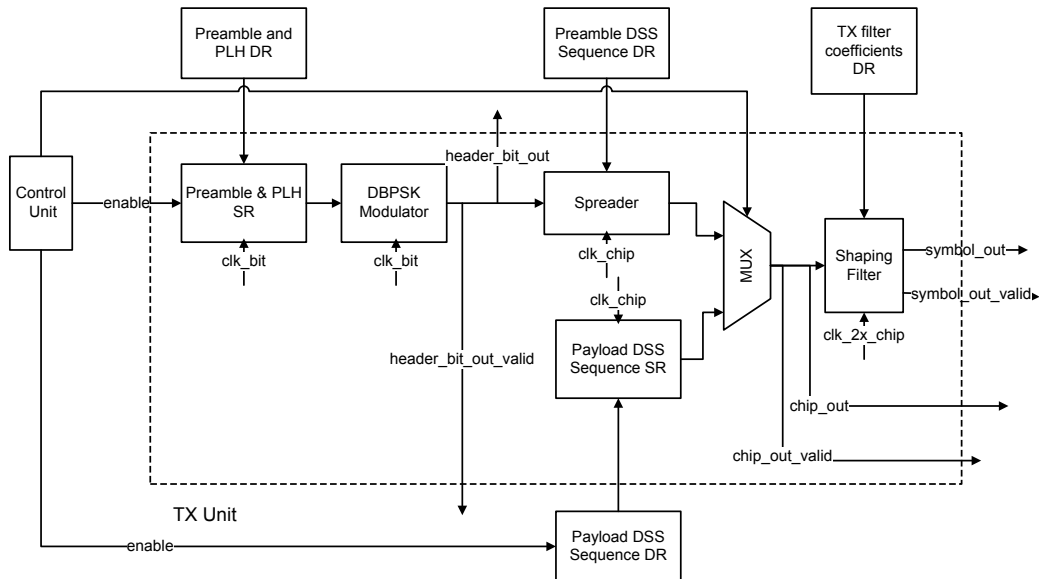 Preamble and
PLH DR
Preamble DSS
Sequence DR
TX filter
coefficients
DR
header_bit_out
Control
Unit
enable
Preamble & PLH
SR
DBPSK
Modulator
Spreader
MUX
Shaping
Filter
symbol_out
symbol_out_valid
clk_bit
clk_bit
clk_chip
clk_chip
clk_2x_chip
header_bit_out_valid
Payload DSS
Sequence SR
chip_out
chip_out_valid
TX Unit
enable
Payload DSS
Sequence DR